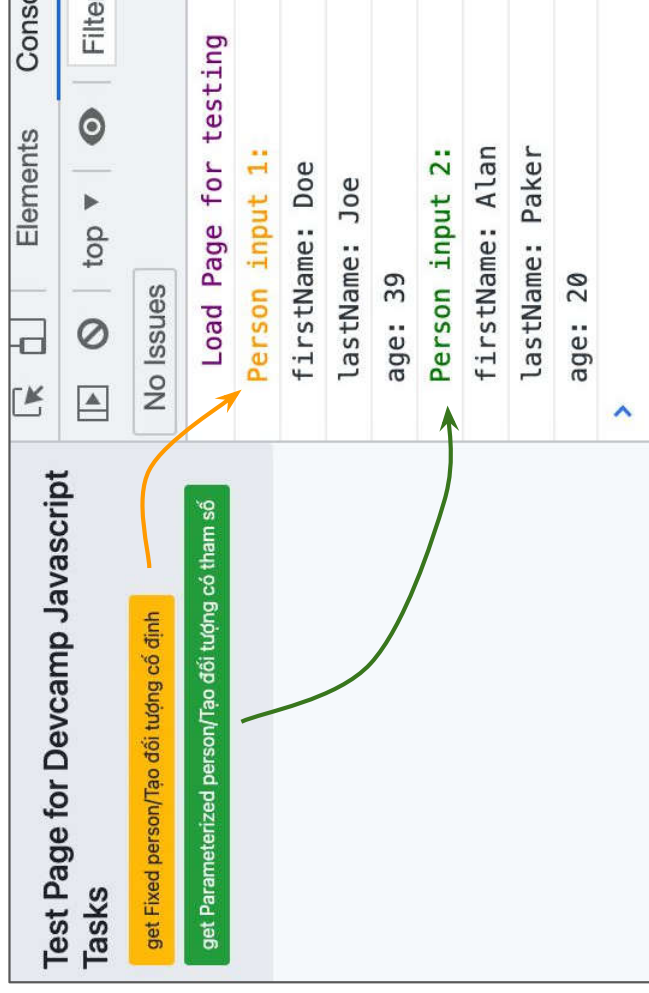 Test Page for Devcamp Javascript
Tasks
get Fixed person/Tạo đối tượng cố định
get Parameterized person/Tạo đối tượng có tham số
Elements
top
No Issues
Load Page for testing
Person input 1:
firstName: Doe
lastName: Joe
age: 39
Person input 2:
firstName: Alan
lastName: Paker
age: 20